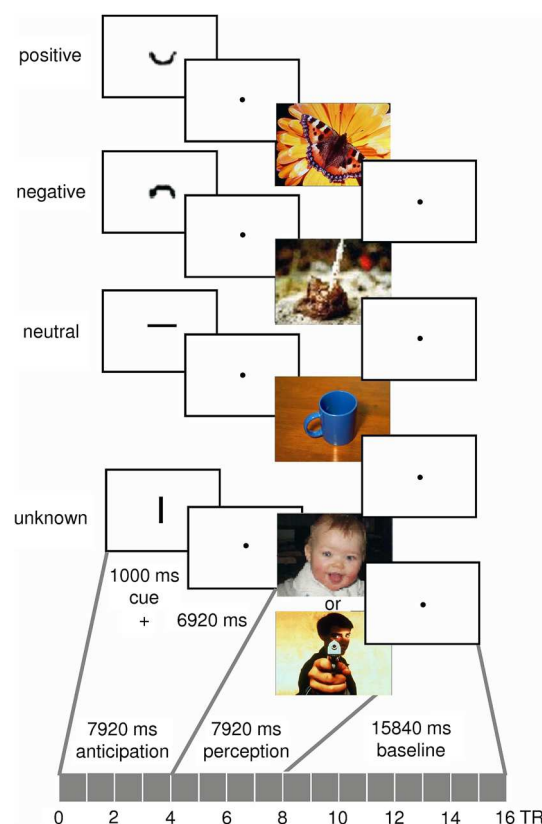 positive
negative
neutral
unknown
1000 ms
cue
+ 6920 ms
or
7920 ms
anticipation
7920 ms
perception
15840 ms
baseline
0 2 4 6 8 10 12 14 16 TR